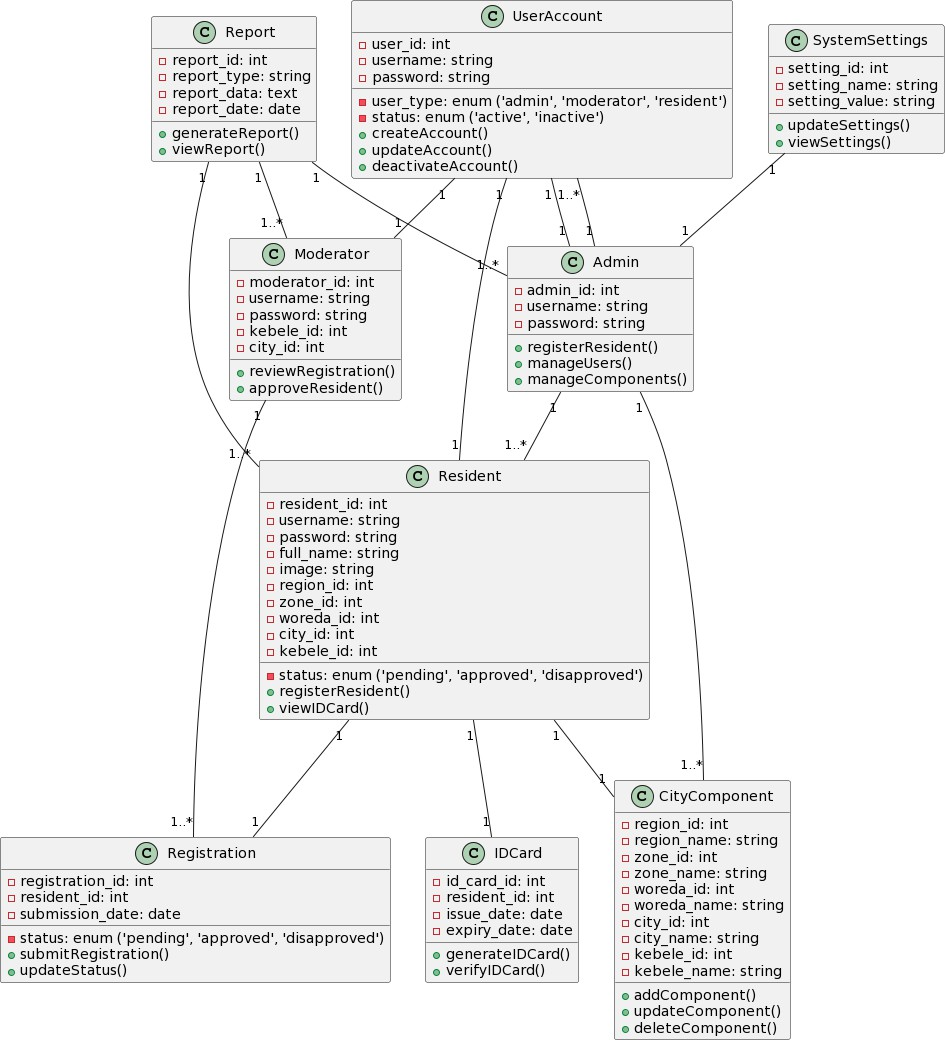 C Report
report_id: int
report_type: string
report_data: text
report_date: date
generateReport()
viewReport()
C UserAccount
user_id: int
username: string
password: string
user_type: enum ('admin', 'moderator', 'resident')
status: enum ('active', 'inactive')
createAccount()
updateAccount()
deactivateAccount()
C SystemSettings
setting_id: int
setting_name: string
setting_value: string
updateSettings()
viewSettings()
1
1
1
1
1
1
1..*
1
1..*
1
1..*
1
1
1
C Moderator
moderator_id: int
username: string
password: string
kebele_id: int
city_id: int
reviewRegistration()
approveResident()
C Admin
admin_id: int
username: string
password: string
registerResident()
manageUsers()
manageComponents()
1
1
1
1..*
1
1..*
C Resident
resident_id: int
username: string
password: string
full_name: string
image: string
region_id: int
zone_id: int
woreda_id: int
city_id: int
kebele_id: int
status: enum ('pending', 'approved', 'disapproved')
registerResident()
viewIDCard()
1
1
1
1..*
1
1..*
1
1
C Registration
registration_id: int
resident_id: int
submission_date: date
status: enum ('pending', 'approved', 'disapproved')
submitRegistration()
updateStatus()
C IDCard
id_card_id: int
resident_id: int
issue_date: date
expiry_date: date
generateIDCard()
verifyIDCard()
C CityComponent
region_id: int
region_name: string
zone_id: int
zone_name: string
woreda_id: int
woreda_name: string
city_id: int
city_name: string
kebele_id: int
kebele_name: string
addComponent()
updateComponent()
deleteComponent()